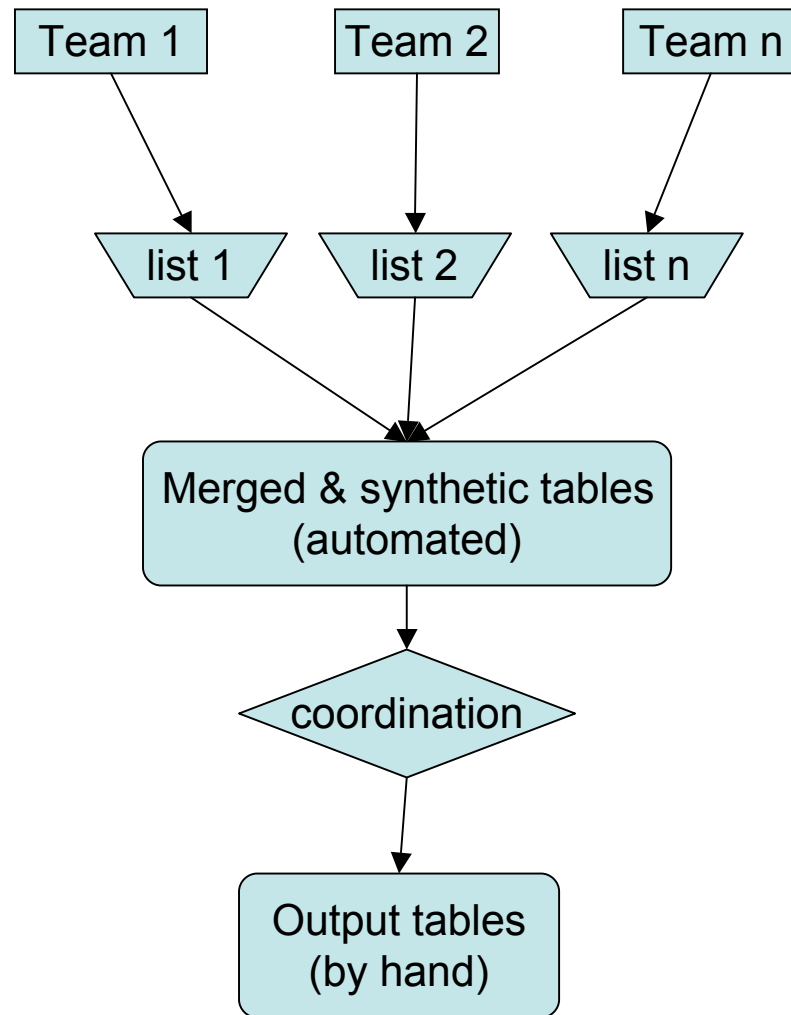 Team 1
Team 2
Team n
list 1
list 2
list n
Merged & synthetic tables
(automated)
coordination
Output tables
(by hand)